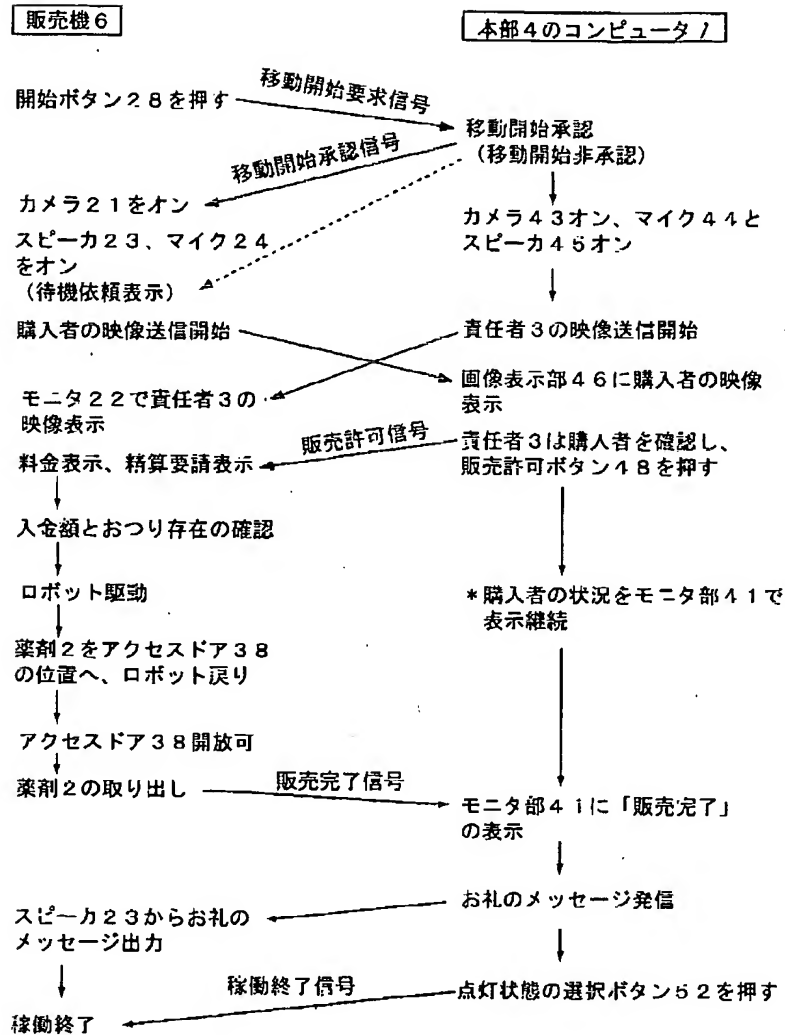 販売機6
本部4のコンピュータ1
開始ボタン28を押す
移動開始要求信号
移動開始承認
(移動開始非承認)
移動開始承認信号
カメラ21をオン
スピーカ23、マイク24
をオン
(待機依頼表示)
カメラ43オン、マイク44と
スピーカ45オン
購入者の映像送信開始
責任者3の映像送信開始
モニタ22で責任者3の
映像表示
画像表示部46に購入者の映像
表示
販売許可信号
料金表示、精算要請表示
責任者3は購入者を確認し、
販売許可ボタン48を押す
入金額とおつり存在の確認
ロボット駆動
*購入者の状況をモニタ部41で
表示継続
薬剤2をアクセスドア38
の位置へ、ロボット戻り
アクセスドア38開放可
薬剤2の取り出し
販売完了信号
モニタ部41に「販売完了」
の表示
お礼のメッセージ発信
スピーカ23からお礼の
メッセージ出力
稼働終了信号
点灯状態の選択ボタン52を押す
稼働終了